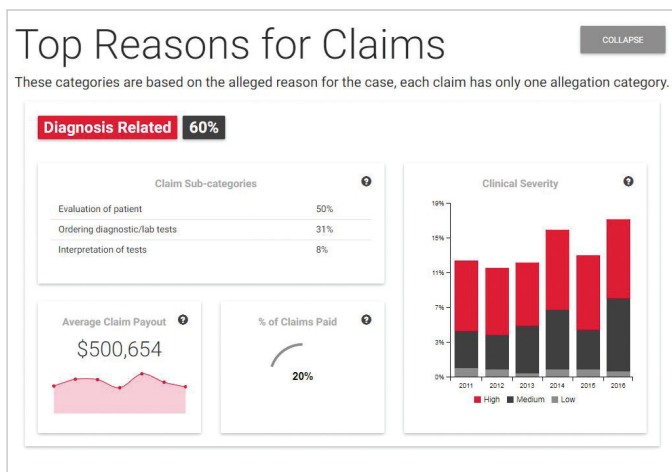 Top Reasons for Claims
COLLAPSE
These categories are based on the alleged reason for the case, each claim has only one allegation category.
Diagnosis Related 60%
Claim Sub-categories ?
Evaluation of patient 50%
Ordering diagnostic/lab tests 31%
Interpretation of tests 8%
Average Claim Payout ?
$500,654
% of Claims Paid ?
20%
Clinical Severity ?
19%
15%
11%
7%
3%
0%
2011 2012 2013 2014 2015 2016
High Medium Low